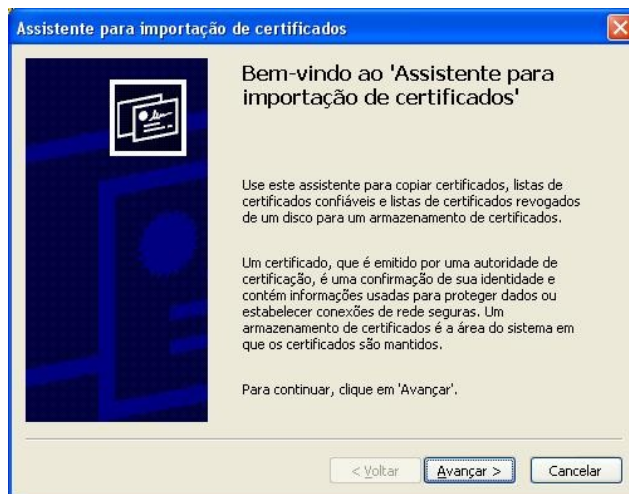 Assistente para importação de certificados
Bem-vindo ao 'Assistente para
importação de certificados'
Use este assistente para copiar certificados, listas de
certificados confiáveis e listas de certificados revogados
de um disco para um armazenamento de certificados.
Um certificado, que é emitido por uma autoridade de
certificação, é uma confirmação de sua identidade e
contém informações usadas para proteger dados ou
estabelecer conexões de rede seguras. Um
armazenamento de certificados é a área do sistema em
que os certificados são mantidos.
Para continuar, clique em 'Avançar'.
< Voltar Avançar > Cancelar